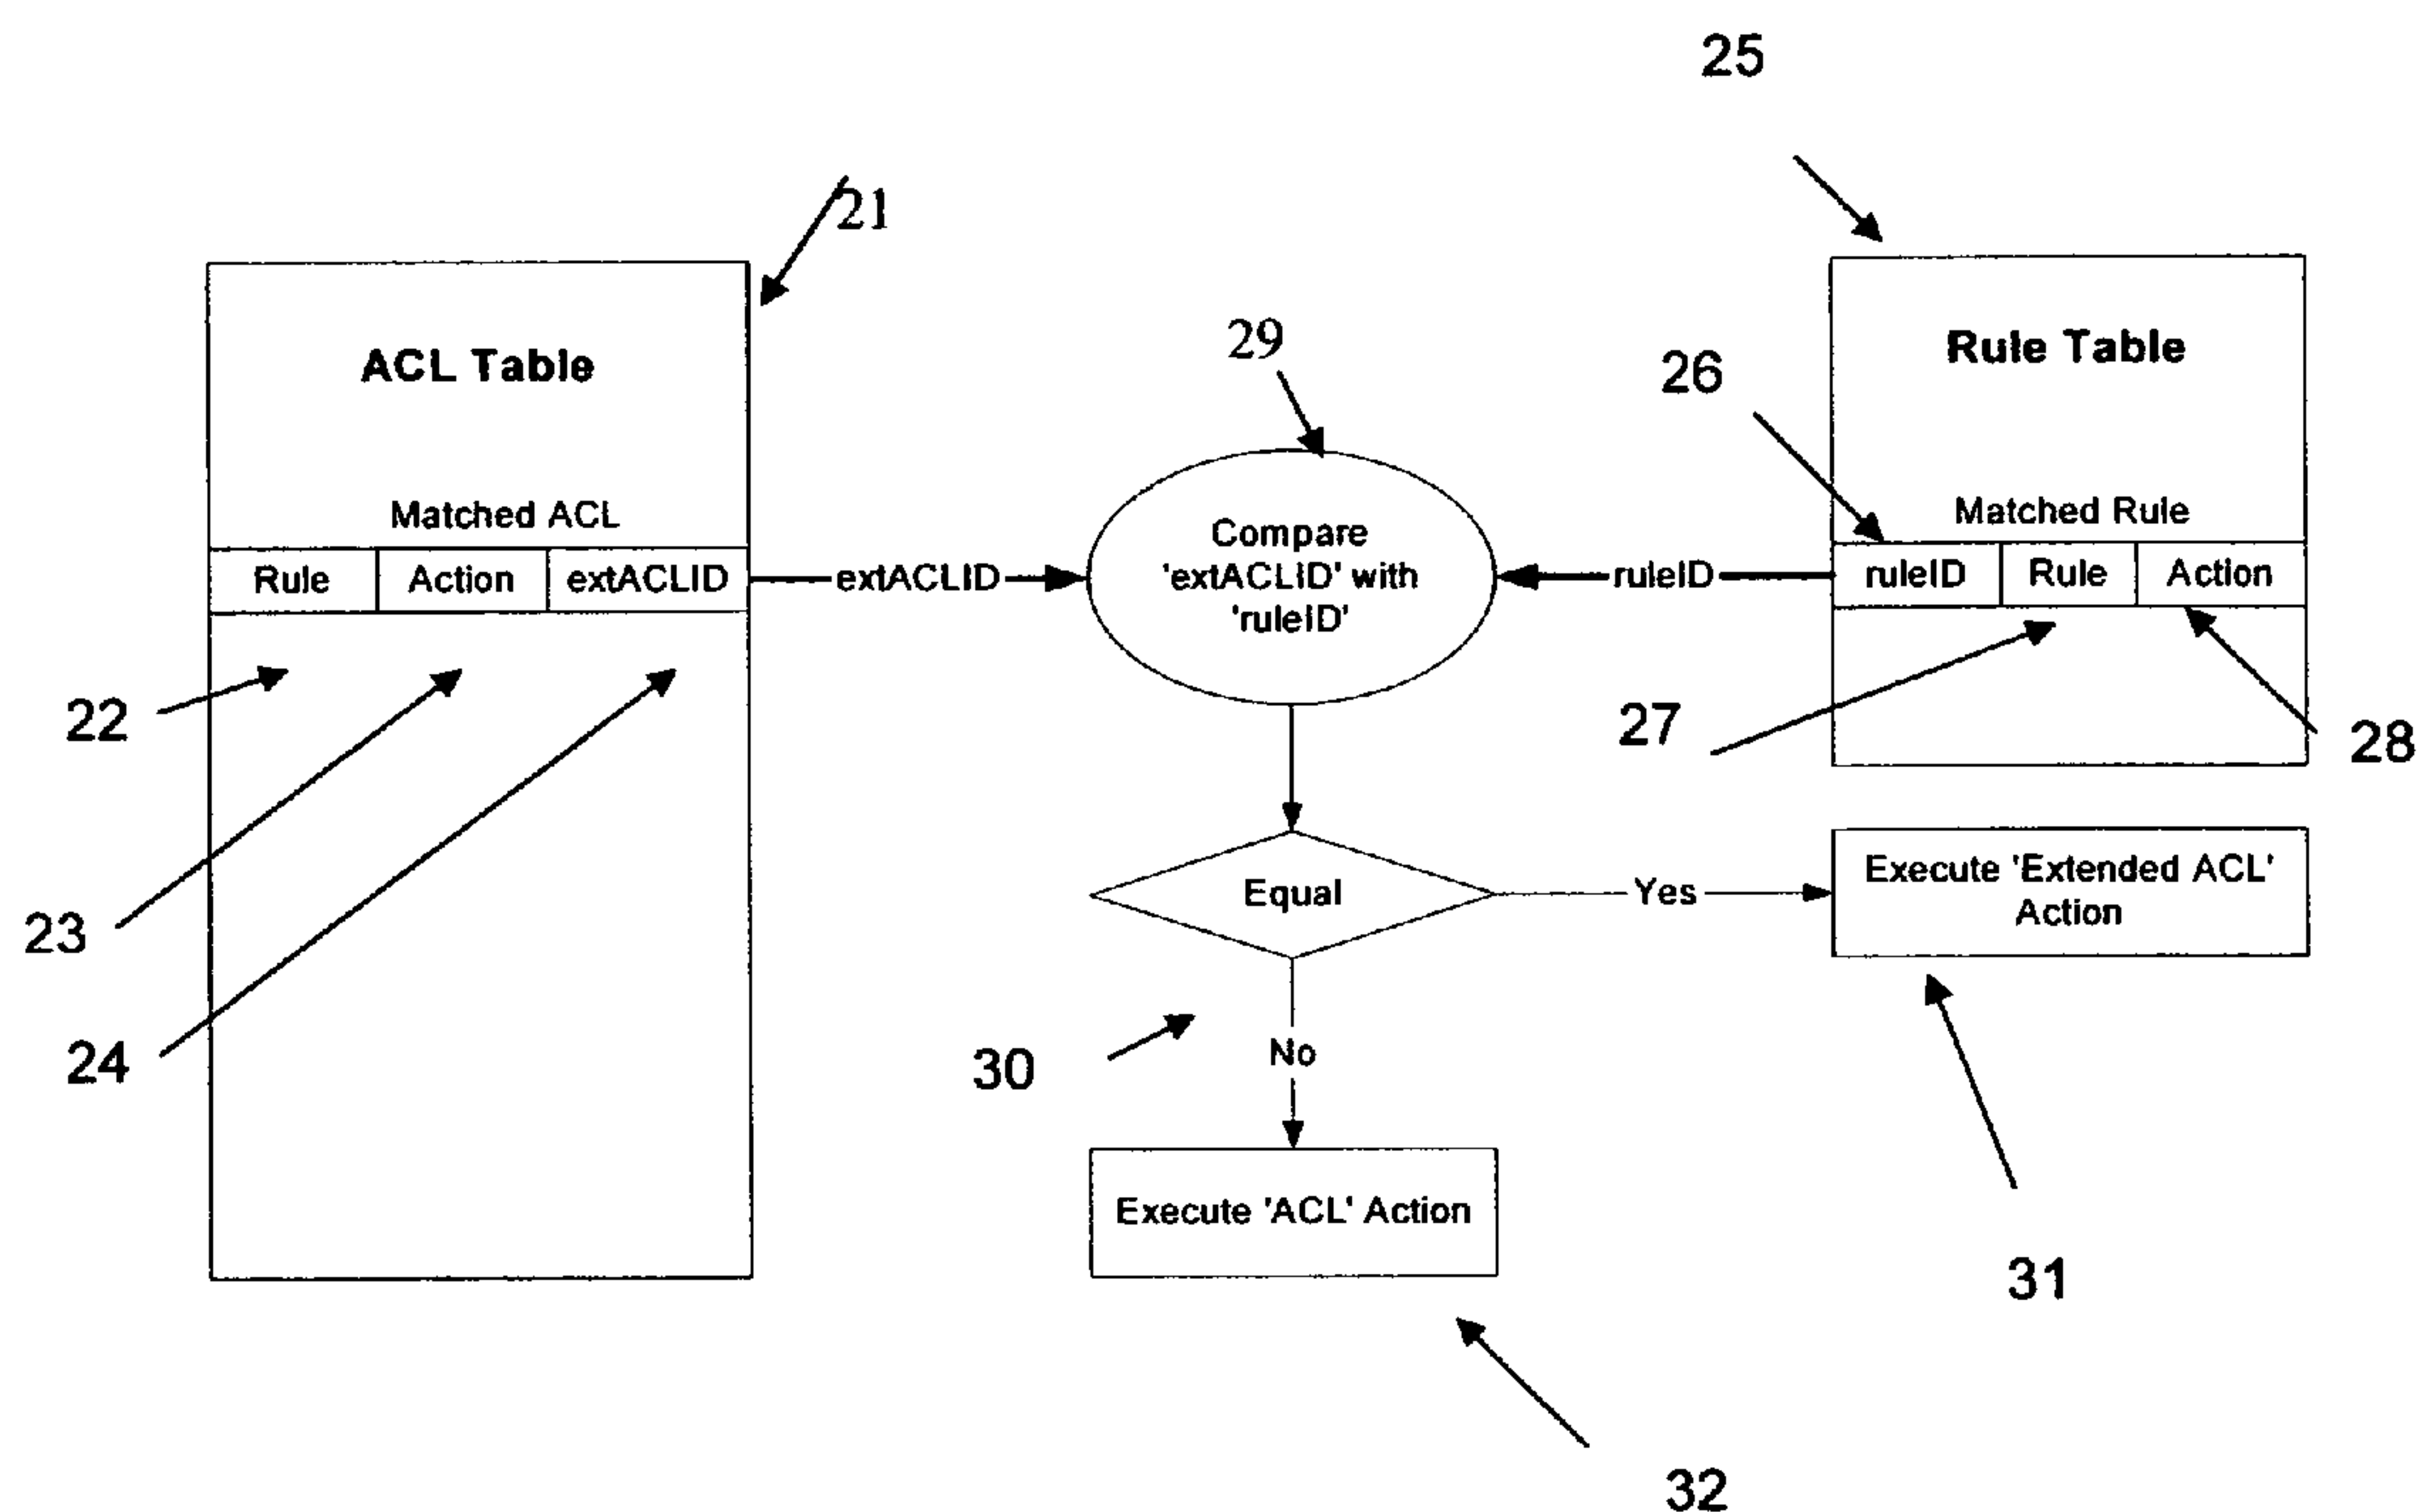 25
21
29
ACL Table
Rule Table
26
Matched ACL
Matched Rule
Rule Action extACLID
extACLID
Compare
'extACLID' with
'ruleID'
ruleID
ruleID Rule Action
22
27
28
23
Equal
Yes
Execute 'Extended ACL'
Action
24
30
No
Execute 'ACL' Action
31
32